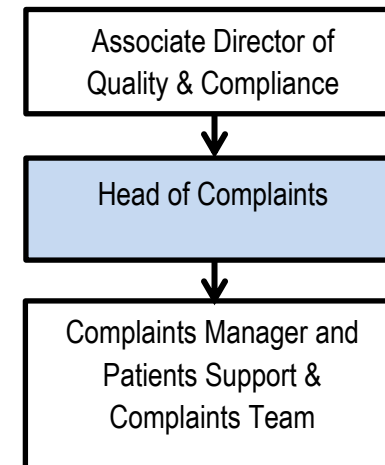 Associate Director of
Quality & Compliance
Head of Complaints
Complaints Manager and
Patients Support &
Complaints Team